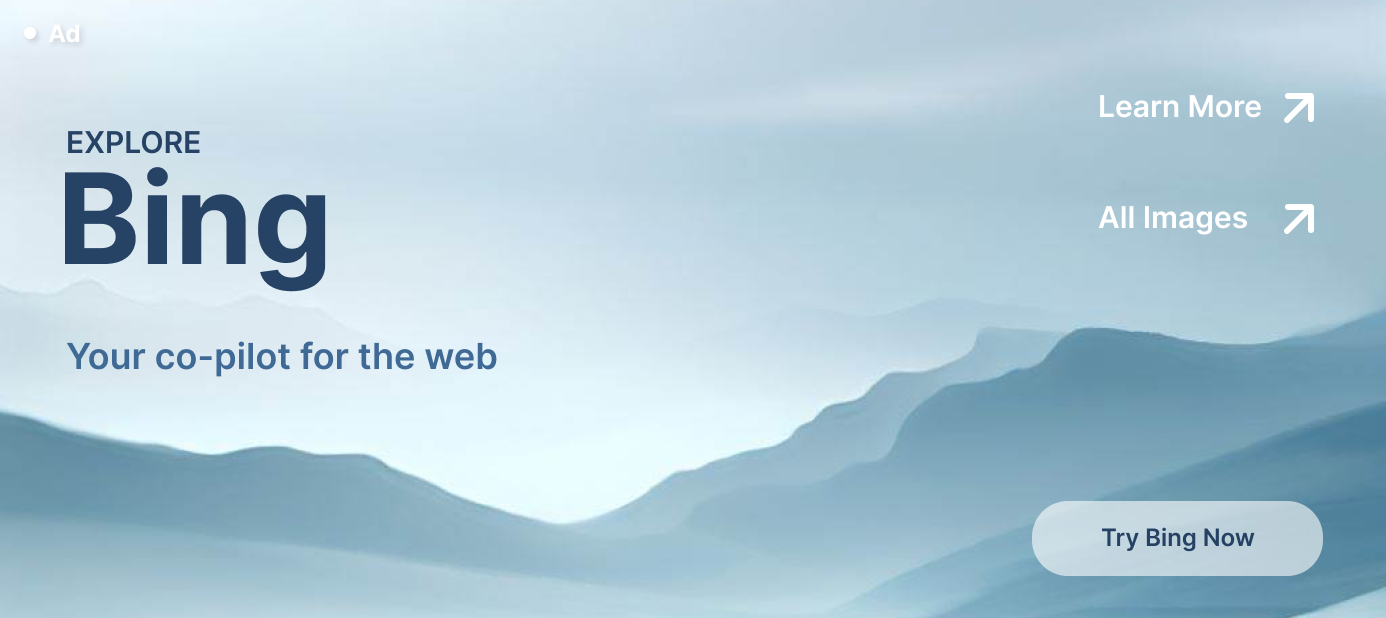 Ad
EXPLORE
Bing
Your co-pilot for the web
Learn More
All Images
Try Bing Now